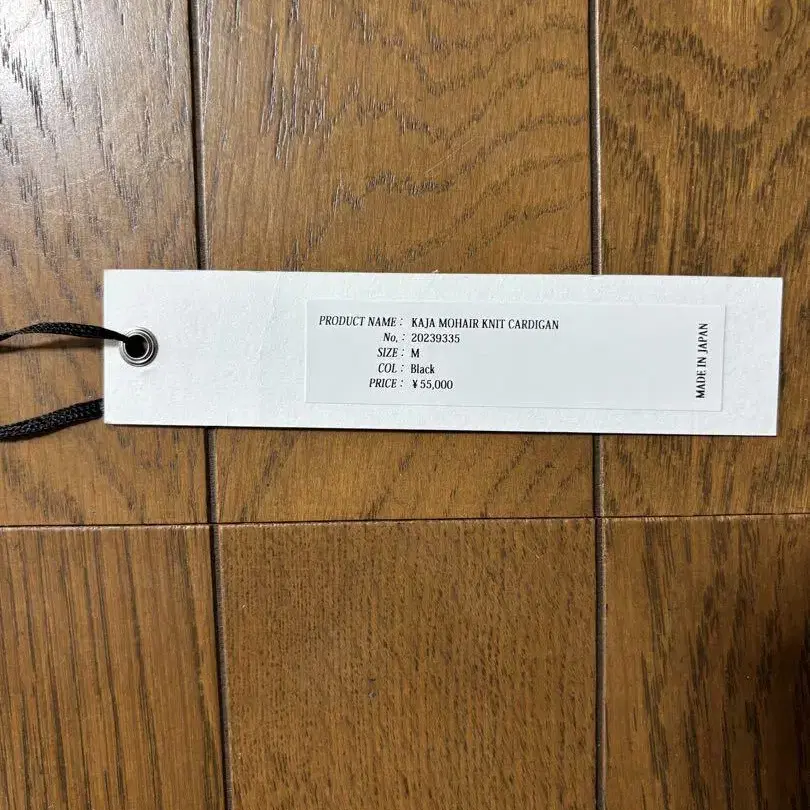 PRODUCT NAME : KAJA MOHAIR KNIT CARDIGAN
No, : 20239335
SIZE : M
COL : Black
PRICE : ¥55,000
MADE IN JAPAN